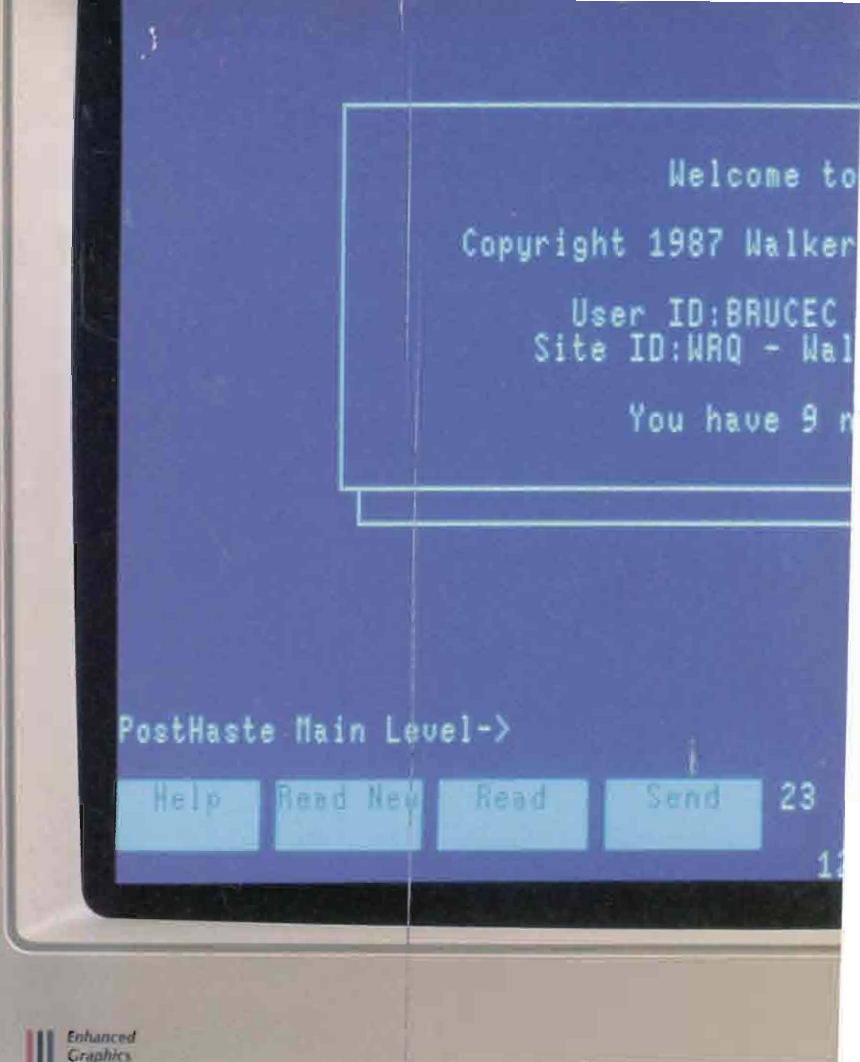 Welcome to
Copyright 1987 Walker
User ID:BRUCEC
Site ID:WRQ - Wal
You have 9 n
PostHaste Main Level->
Help Read New Read Send 23
12
Enhanced
Graphics